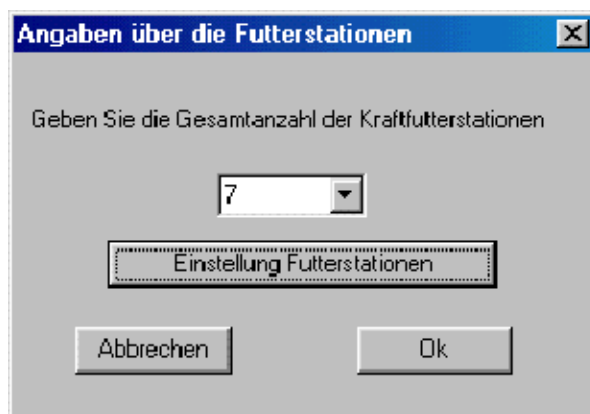 Angaben über die Futterstationen
Geben Sie die Gesamtanzahl der Kraftfutterstationen
7
Einstellung Futterstationen
Abbrechen
Ok